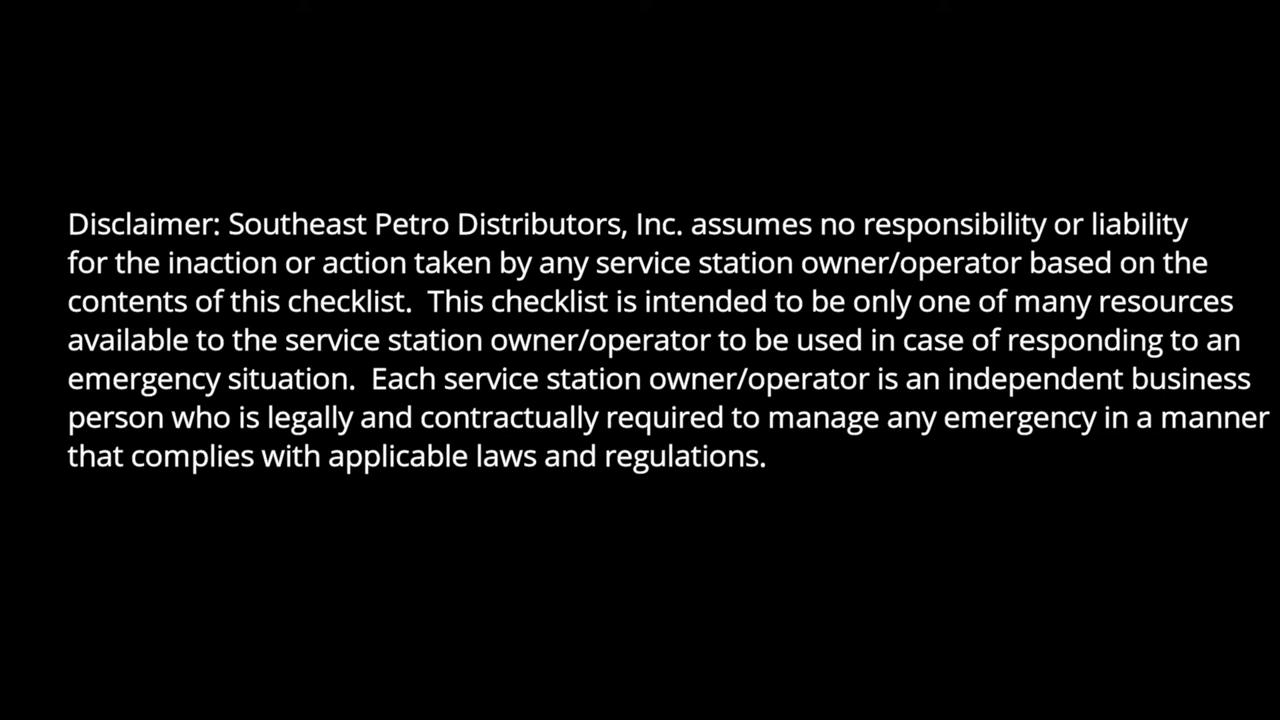 Disclaimer: Southeast Petro Distributors, Inc. assumes no responsibility or liability
for the inaction or action taken by any service station owner/operator based on the
contents of this checklist.  This checklist is intended to be only one of many resources
available to the service station owner/operator to be used in case of responding to an
emergency situation.  Each service station owner/operator is an independent business
person who is legally and contractually required to manage any emergency in a manner
that complies with applicable laws and regulations.